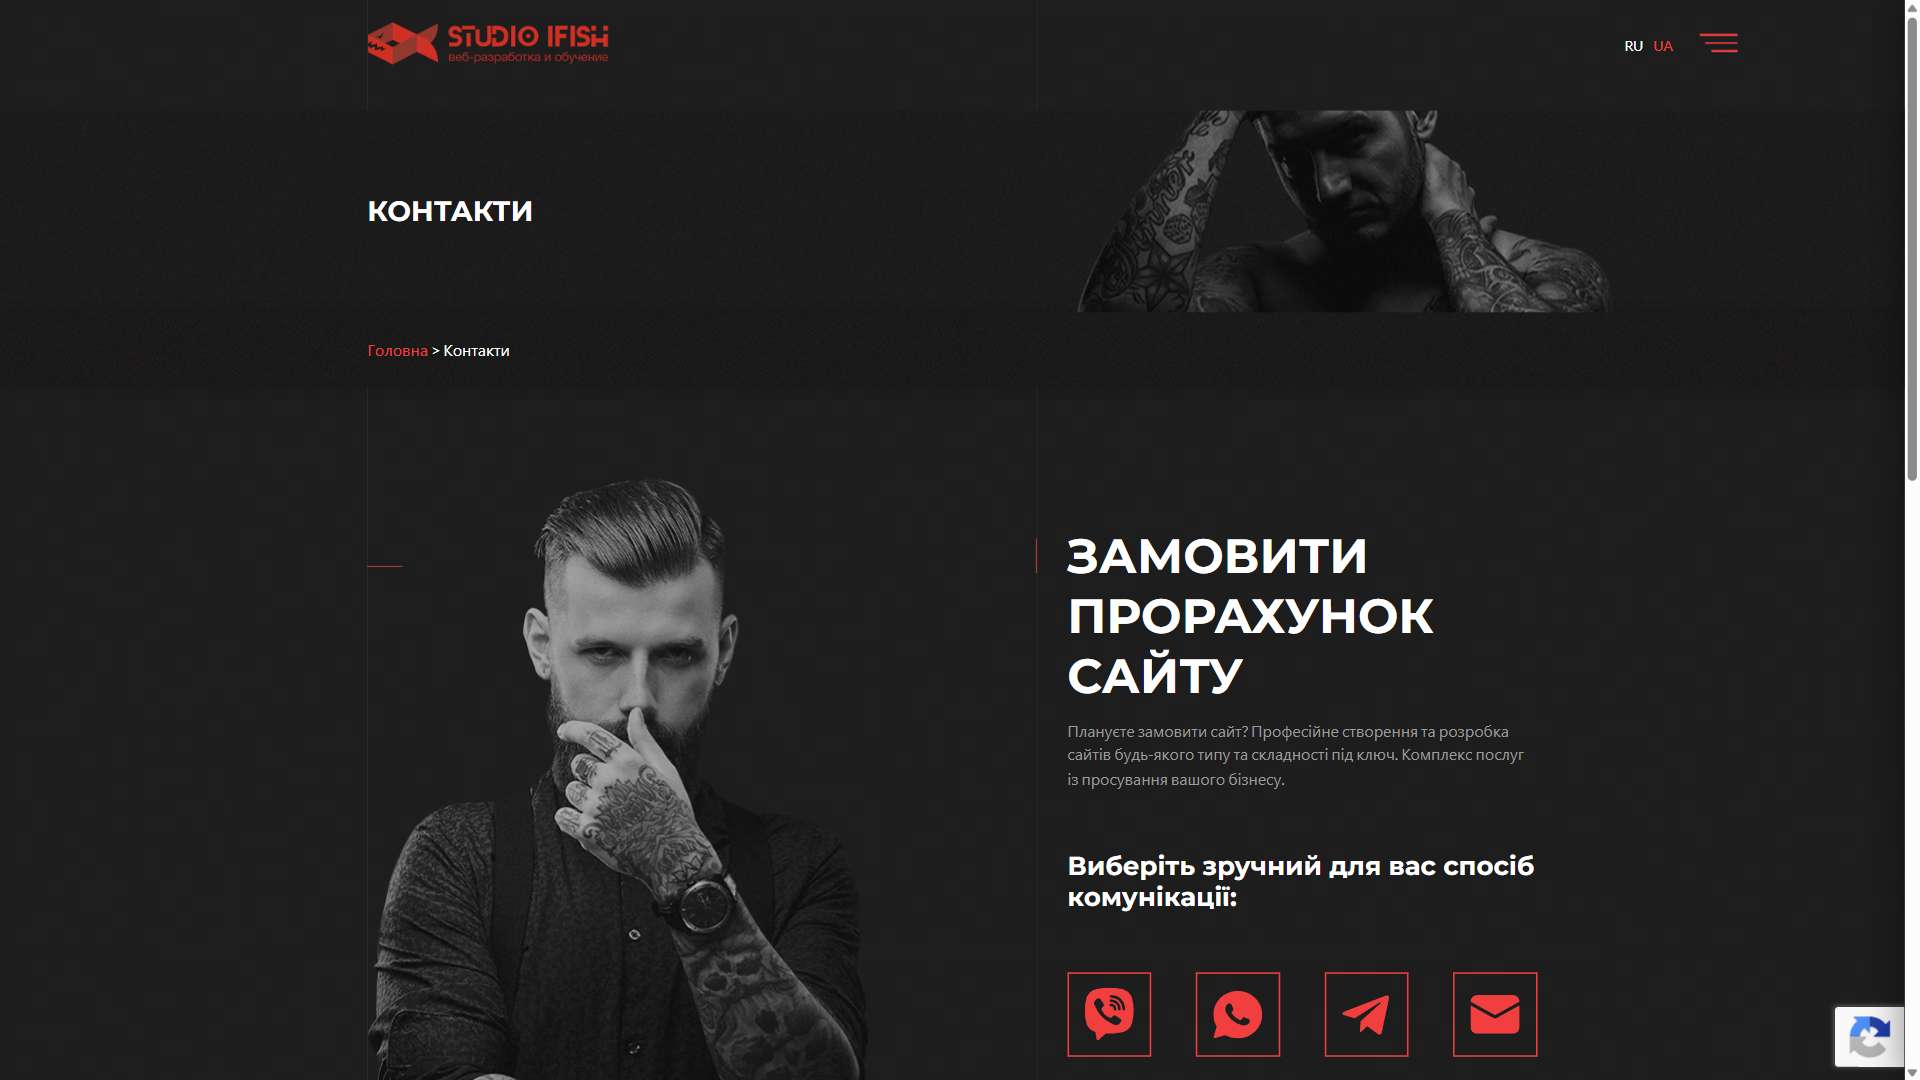 STUDIO IFISH
веб-разработка и обучение
RU UA
КОНТАКТИ
Головна > Контакти
ЗАМОВИТИ
ПРОРАХУНОК
САЙТУ
Плануєте замовити сайт? Професійне створення та розробка
сайтів будь-якого типу та складності під ключ. Комплекс послуг
із просування вашого бізнесу.
Виберіть зручний для вас спосіб
комунікації: